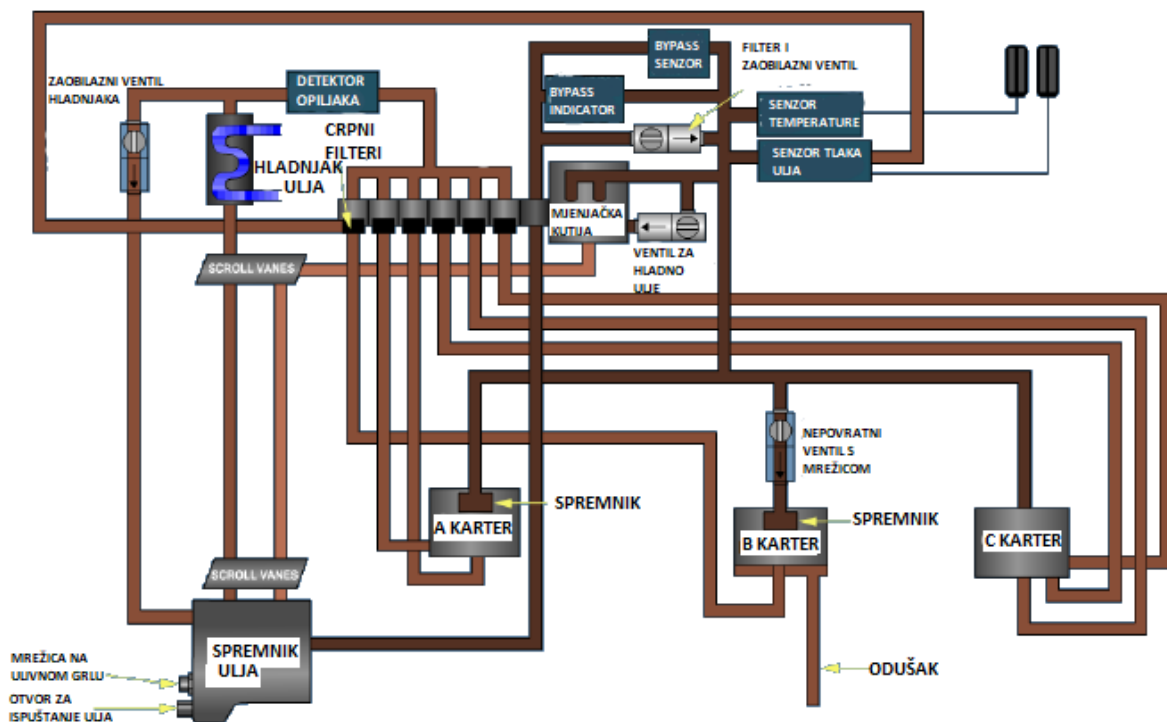 BYPASS
SENZOR
FILTER I
ZAOBILAZNI VENTIL
ZAOBILAZNI VENTIL
HLADNJAKA
DETEKTOR
OPILJAKA
BYPASS
INDICATOR
SENZOR
TEMPERATURE
CRPNI
FILTERI
HLADNJAK
ULJA
SENZOR TLAKA
ULJA
MJENJAČKA
KUTIJA
VENTIL ZA
HLADNO
ULJE
SCROLL VANES
NEPOVRATNI
VENTIL S
MREŽICOM
SPREMNIK
A KARTER
SPREMNIK
B KARTER
C KARTER
SCROLL VANES
SPREMNIK
ULJA
MREŽICA NA
ULIVNOM GRLU
OTVOR ZA
ISPUŠTANJE ULJA
ODUŠAK